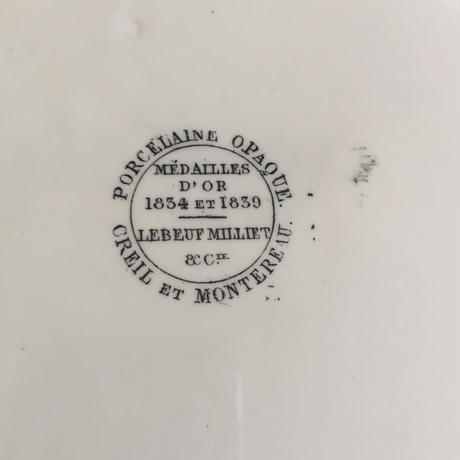 PORCELAINE OPAQUE.
MÉDAILLES
D'OR
1834 ET 1839
LEBEUF MILLIET
& CIE
CREIL ET MONTEREAU.